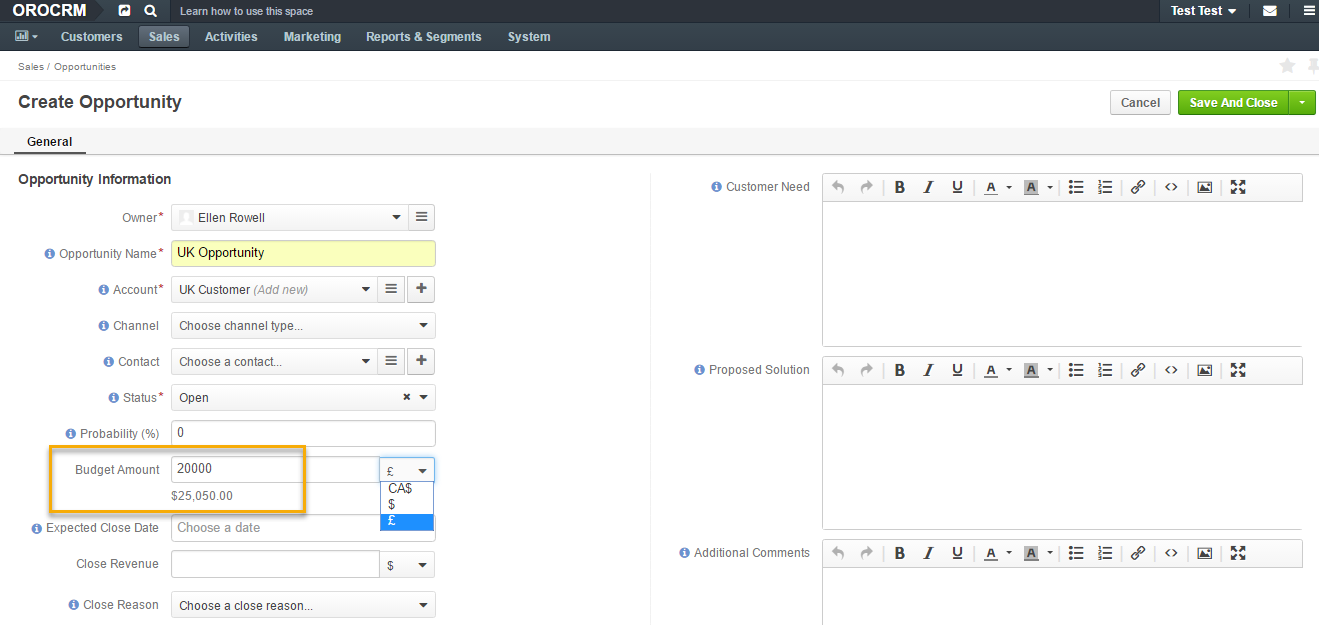 OROCRM Learn how to use this space Test Test
Customers Sales Activities Marketing Reports & Segments System
Sales / Opportunities
Create Opportunity
Cancel Save And Close
General
Opportunity Information
Owner* Ellen Rowell
Opportunity Name* UK Opportunity
Account* UK Customer (Add new)
Channel Choose channel type...
Contact Choose a contact...
Status* Open
Probability (%) 0
Budget Amount 20000 £
$25,050.00
CA$
$
£
Expected Close Date Choose a date
Close Revenue $
Close Reason Choose a close reason...
Customer Need B I U A A
Proposed Solution B I U A A
Additional Comments B I U A A